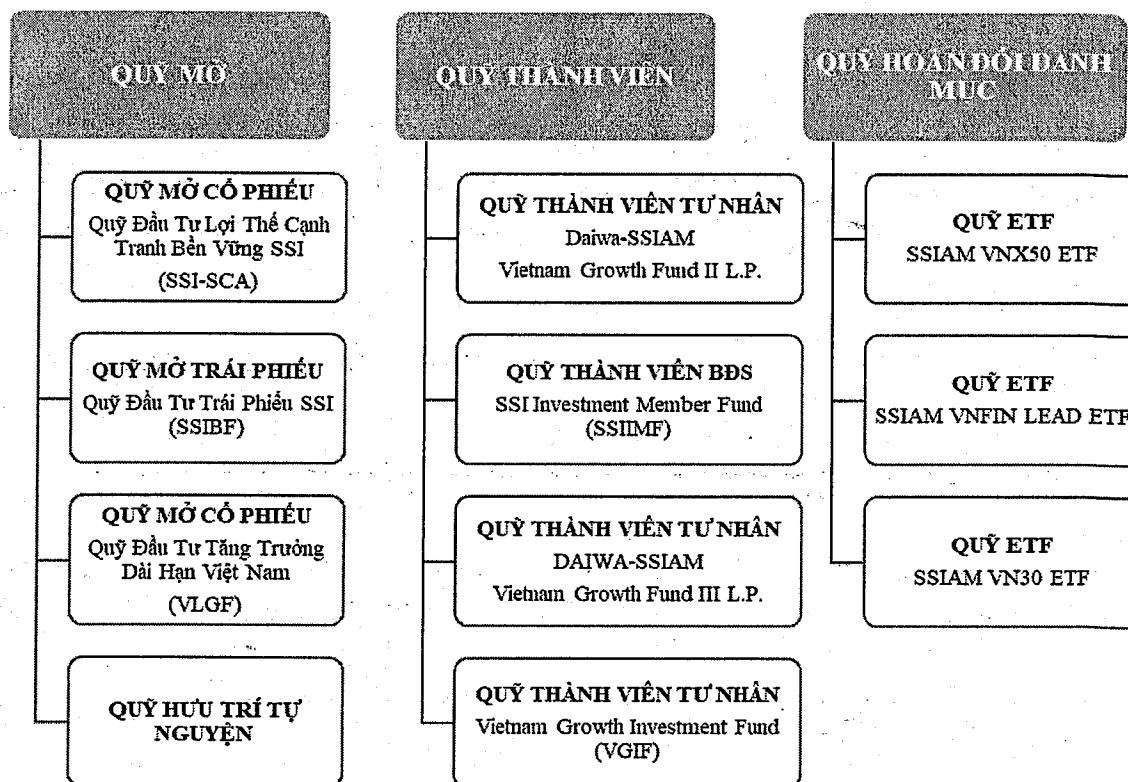 QUỸ MỞ
QUỸ MỞ CỔ PHIẾU
Quỹ Đầu Tư Lợi Thế Cạnh
Tranh Bền Vững SSI
(SSI-SCA)
QUỸ MỞ TRÁI PHIẾU
Quỹ Đầu Tư Trái Phiếu SSI
(SSIBF)
QUỸ MỞ CỔ PHIẾU
Quỹ Đầu Tư Tăng Trưởng
Dài Hạn Việt Nam
(VLGF)
QUỸ HƯU TRÍ TỰ
NGUYỆN
QUỸ THÀNH VIÊN
QUỸ THÀNH VIÊN TƯ NHÂN
Daiwa-SSIAM
Vietnam Growth Fund II L.P.
QUỸ THÀNH VIÊN BĐS
SSI Investment Member Fund
(SSIIMF)
QUỸ THÀNH VIÊN TƯ NHÂN
DAIWA-SSIAM
Vietnam Growth Fund III L.P.
QUỸ THÀNH VIÊN TƯ NHÂN
Vietnam Growth Investment Fund
(VGIF)
QUỸ HOÁN ĐỔI DANH
MỤC
QUỸ ETF
SSIAM VNX50 ETF
QUỸ ETF
SSIAM VNFIN LEAD ETF
QUỸ ETF
SSIAM VN30 ETF